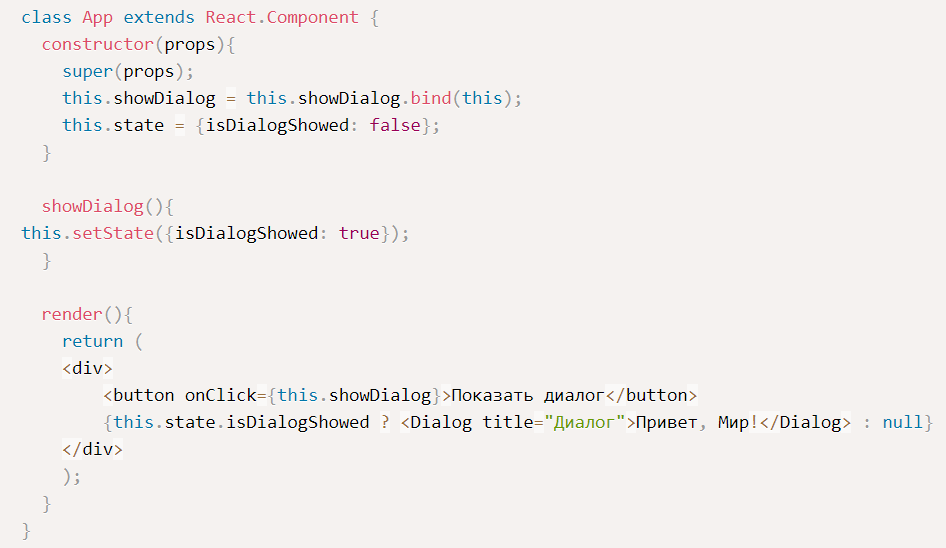 class App extends React.Component {
  constructor(props){
    super(props);
    this.showDialog = this.showDialog.bind(this);
    this.state = {isDialogShowed: false};
  }

  showDialog(){
this.setState({isDialogShowed: true});
  }

  render(){
    return (
    <div>
        <button onClick={this.showDialog}>Показать диалог</button>
        {this.state.isDialogShowed ? <Dialog title="Диалог">Привет, Мир!</Dialog> : null}
    </div>
    );
  }
}